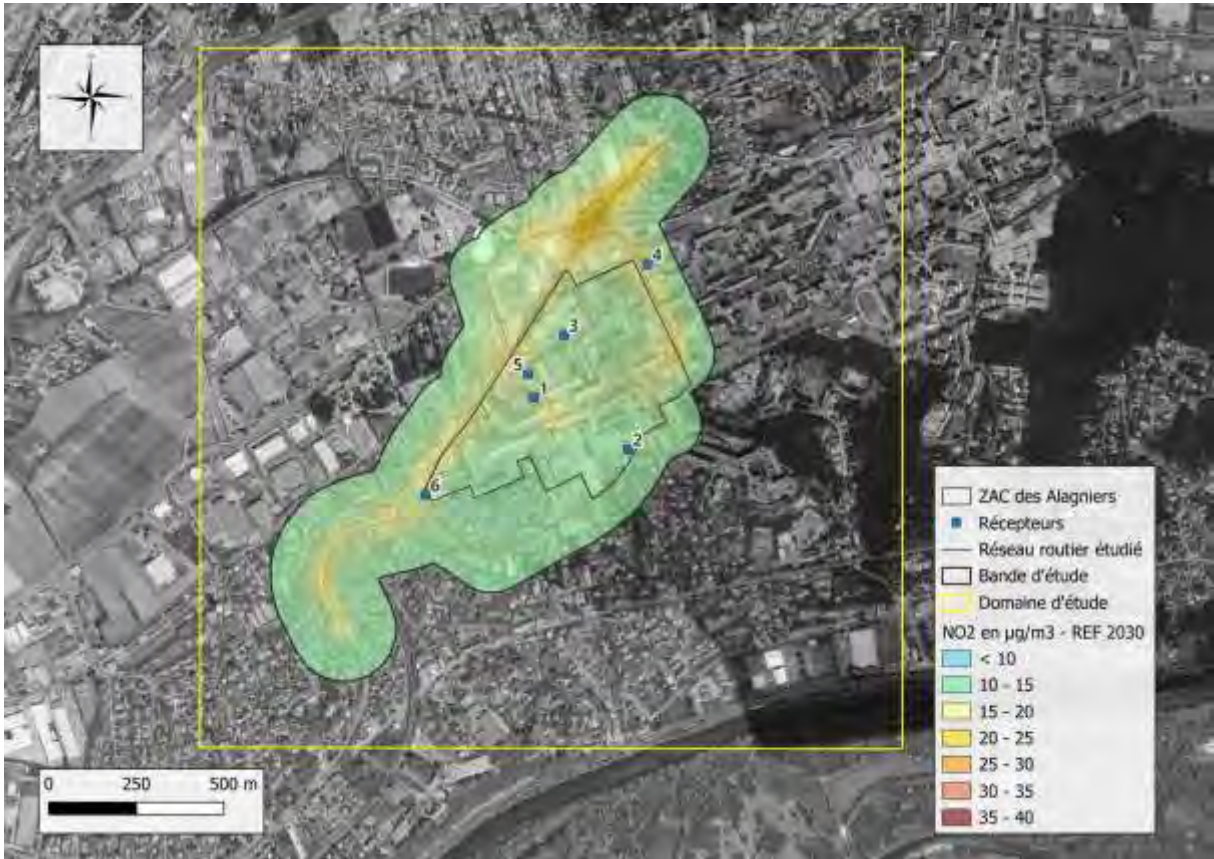 4
3
5
1
2
6
ZAC des Alagniers
Récepteurs
Réseau routier étudié
Bande d'étude
Domaine d'étude
NO2 en µg/m3 - REF 2030
< 10
10 - 15
15 - 20
20 - 25
25 - 30
30 - 35
35 - 40
0 250 500 m